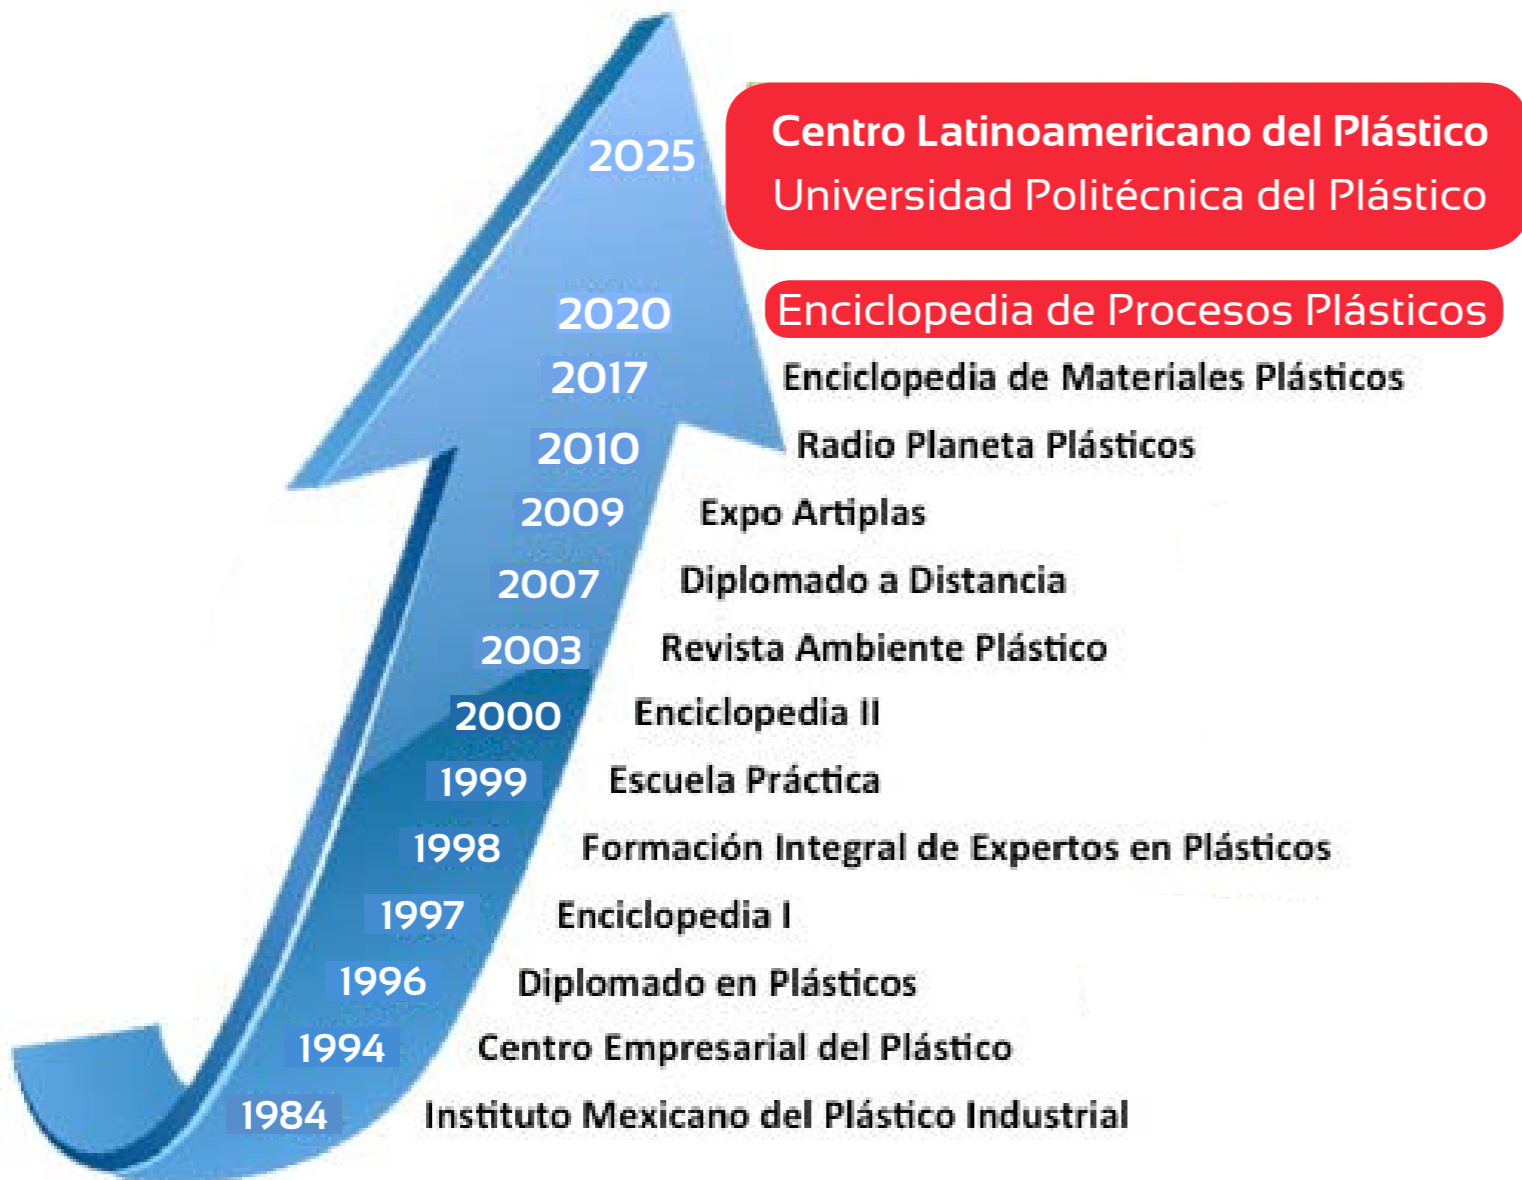 2025 Centro Latinoamericano del Plástico
Universidad Politécnica del Plástico
2020 Enciclopedia de Procesos Plásticos
2017 Enciclopedia de Materiales Plásticos
2010 Radio Planeta Plásticos
2009 Expo Artiplas
2007 Diplomado a Distancia
2003 Revista Ambiente Plástico
2000 Enciclopedia II
1999 Escuela Práctica
1998 Formación Integral de Expertos en Plásticos
1997 Enciclopedia I
1996 Diplomado en Plásticos
1994 Centro Empresarial del Plástico
1984 Instituto Mexicano del Plástico Industrial